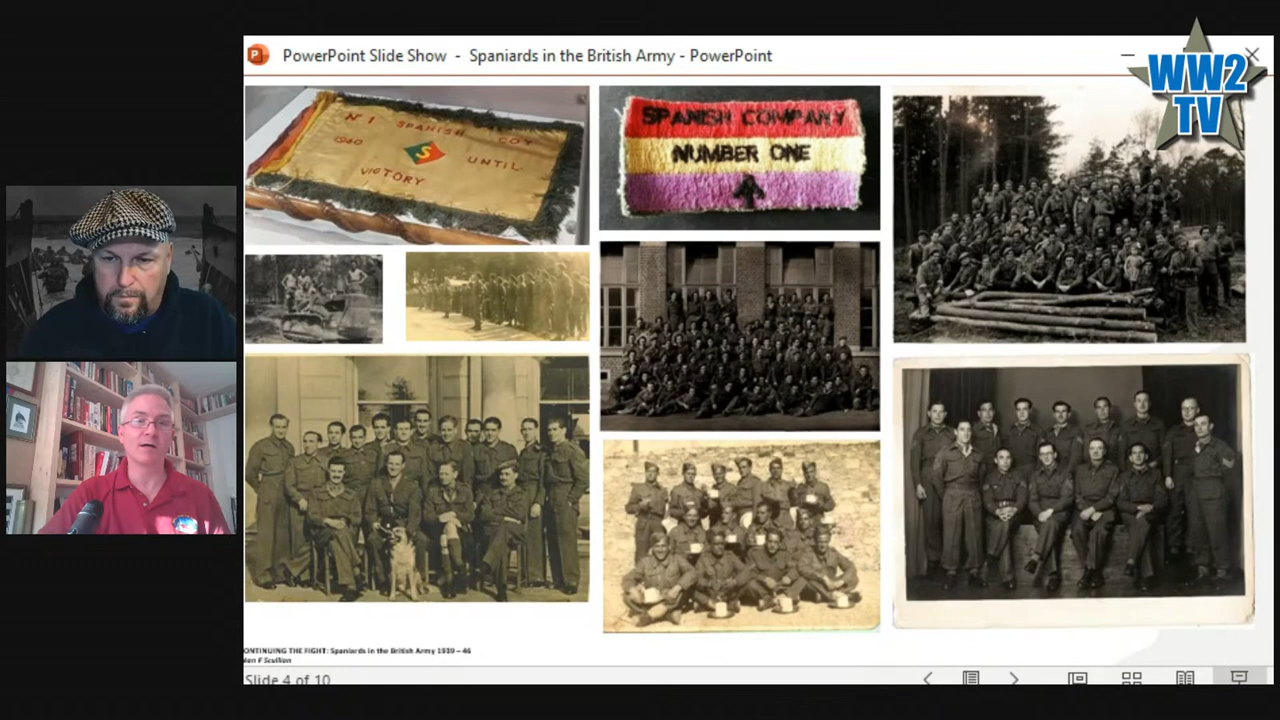 PowerPoint Slide Show - Spaniards in the British Army - PowerPoint
WW2
TV
Nº 1 SPANISH COY
1940
S
UNTIL
VICTORY
SPANISH COMPANY
NUMBER ONE
ONTINUING THE FIGHT: Spaniards in the British Army 1939 – 46
F Scullion
Slide 4 of 10